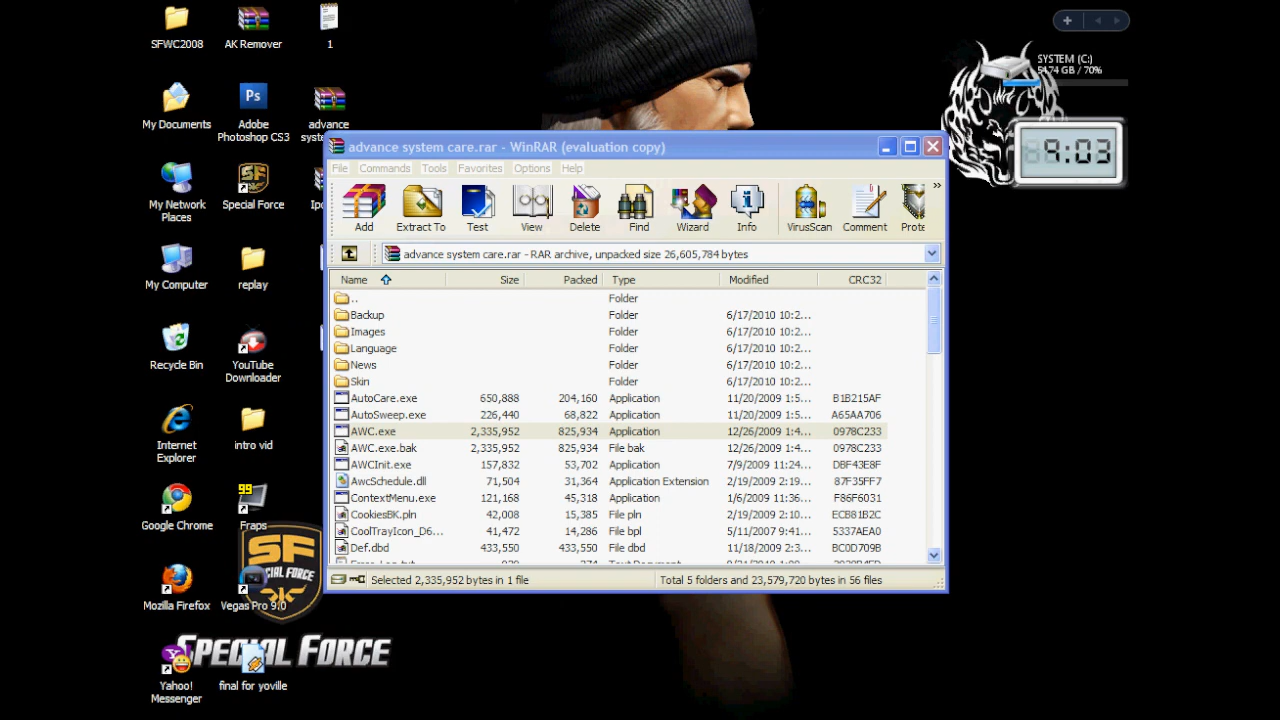 SFWC2008
AK Remover
1
My Documents
Ps
Adobe
Photoshop CS3
advance
My Network
Places
SF
Special Force
My Computer
replay
Recycle Bin
YouTube
Downloader
Internet
Explorer
intro vid
Google Chrome
99
Fraps
Mozilla Firefox
Vegas Pro 9.0
SF
SPECIAL FORCE
Yahoo!
Messenger
final for yoville
SYSTEM (C:)
70%
9:03
advance system care.rar - WinRAR (evaluation copy)
File Commands Tools Favorites Options Help
Add Extract To Test View Delete Find Wizard Info VirusScan Comment Prote
advance system care.rar - RAR archive, unpacked size 26,605,784 bytes
Name Size Packed Type Modified CRC32
.. Folder
Backup Folder 6/17/2010 10:2...
Images Folder 6/17/2010 10:2...
Language Folder 6/17/2010 10:2...
News Folder 6/17/2010 10:2...
Skin Folder 6/17/2010 10:2...
AutoCare.exe 650,888 204,160 Application 11/20/2009 1:5... B1B215AF
AutoSweep.exe 226,440 68,822 Application 11/20/2009 1:5... A65AA706
AWC.exe 2,335,952 825,934 Application 12/26/2009 1:4... 0978C233
AWC.exe.bak 2,335,952 825,934 File bak 12/26/2009 1:4... 0978C233
AWCInit.exe 157,832 53,702 Application 7/9/2009 11:24... DBF43E8F
AwcSchedule.dll 71,504 31,364 Application Extension 2/19/2009 2:19... 87F35FF7
ContextMenu.exe 121,168 45,318 Application 1/6/2009 11:36... F86F6031
CookiesBK.pln 42,008 15,385 File pln 2/19/2009 2:10... ECB81B2C
CoolTrayIcon_D6... 41,472 14,286 File bpl 5/11/2007 9:41... 5337AEA0
Def.dbd 433,550 433,550 File dbd 11/18/2009 2:3... BC0D709B
Selected 2,335,952 bytes in 1 file
Total 5 folders and 23,579,720 bytes in 56 files